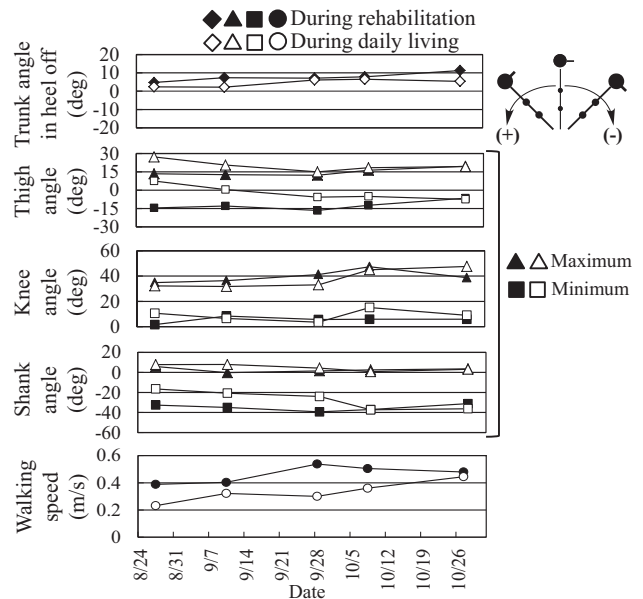 During rehabilitation
During daily living
Trunk angle
in heel off
(deg)
20
10
0
-10
-20
(+)
(-)
Thigh
angle
(deg)
30
15
0
-15
-30
Knee
angle
(deg)
60
40
20
0
Maximum
Minimum
Shank
angle
(deg)
20
0
-20
-40
-60
Walking
speed
(m/s)
0.6
0.4
0.2
0
8/24
8/31
9/7
9/14
9/21
9/28
10/5
10/12
10/19
10/26
Date